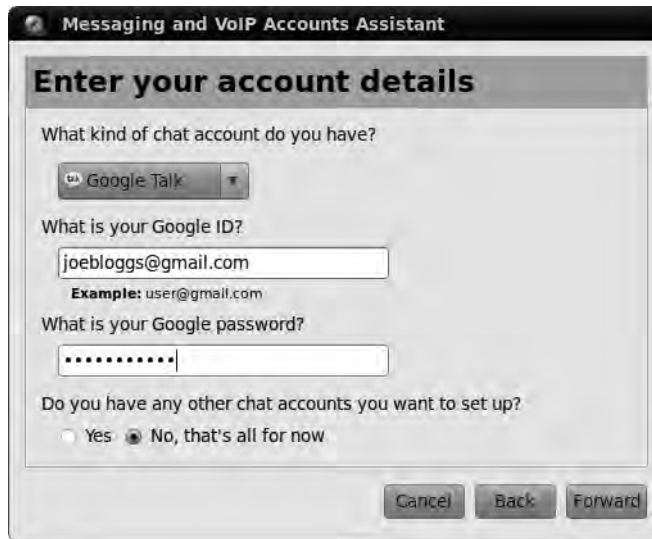 Messaging and VoIP Accounts Assistant
Enter your account details
What kind of chat account do you have?
Google Talk
What is your Google ID?
joebloggs@gmail.com
Example: user@gmail.com
What is your Google password?
•••••••••••
Do you have any other chat accounts you want to set up?
Yes No, that's all for now
Cancel Back Forward